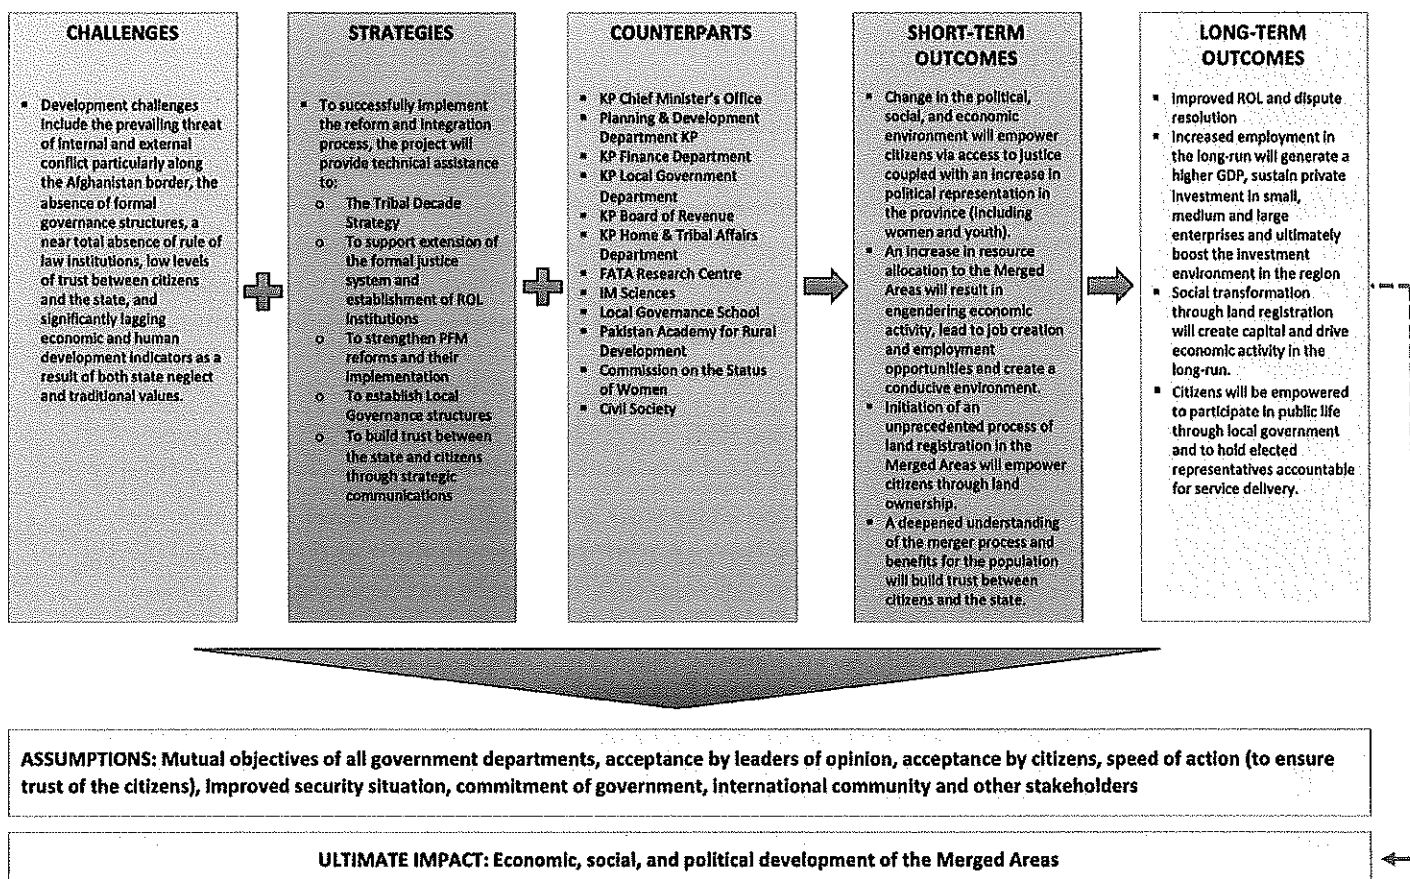 CHALLENGES
▪ Development challenges
include the prevailing threat
of internal and external
conflict particularly along
the Afghanistan border, the
absence of formal
governance structures, a
near total absence of rule of
law institutions, low levels
of trust between citizens
and the state, and
significantly lagging
economic and human
development indicators as a
result of both state neglect
and traditional values.
STRATEGIES
▪ To successfully implement
the reform and integration
process, the project will
provide technical assistance
to:
o The Tribal Decade
Strategy
o To support extension of
the formal justice
system and
establishment of ROL
Institutions
o To strengthen PFM
reforms and their
implementation
o To establish Local
Governance structures
o To build trust between
the state and citizens
through strategic
communications
COUNTERPARTS
▪ KP Chief Minister's Office
▪ Planning & Development
Department KP
▪ KP Finance Department
▪ KP Local Government
Department
▪ KP Board of Revenue
▪ KP Home & Tribal Affairs
Department
▪ FATA Research Centre
▪ IM Sciences
▪ Local Governance School
▪ Pakistan Academy for Rural
Development
▪ Commission on the Status
of Women
▪ Civil Society
SHORT-TERM
OUTCOMES
▪ Change in the political,
social, and economic
environment will empower
citizens via access to justice
coupled with an increase in
political representation in
the province (including
women and youth).
▪ An increase in resource
allocation to the Merged
Areas will result in
engendering economic
activity, lead to job creation
and employment
opportunities and create a
conducive environment.
▪ Initiation of an
unprecedented process of
land registration in the
Merged Areas will empower
citizens through land
ownership.
▪ A deepened understanding
of the merger process and
benefits for the population
will build trust between
citizens and the state.
LONG-TERM
OUTCOMES
▪ Improved ROL and dispute
resolution
▪ Increased employment in
the long-run will generate a
higher GDP, sustain private
investment in small,
medium and large
enterprises and ultimately
boost the investment
environment in the region
▪ Social transformation
through land registration
will create capital and drive
economic activity in the
long-run.
▪ Citizens will be empowered
to participate in public life
through local government
and to hold elected
representatives accountable
for service delivery.
ASSUMPTIONS: Mutual objectives of all government departments, acceptance by leaders of opinion, acceptance by citizens, speed of action (to ensure
trust of the citizens), improved security situation, commitment of government, international community and other stakeholders
ULTIMATE IMPACT: Economic, social, and political development of the Merged Areas